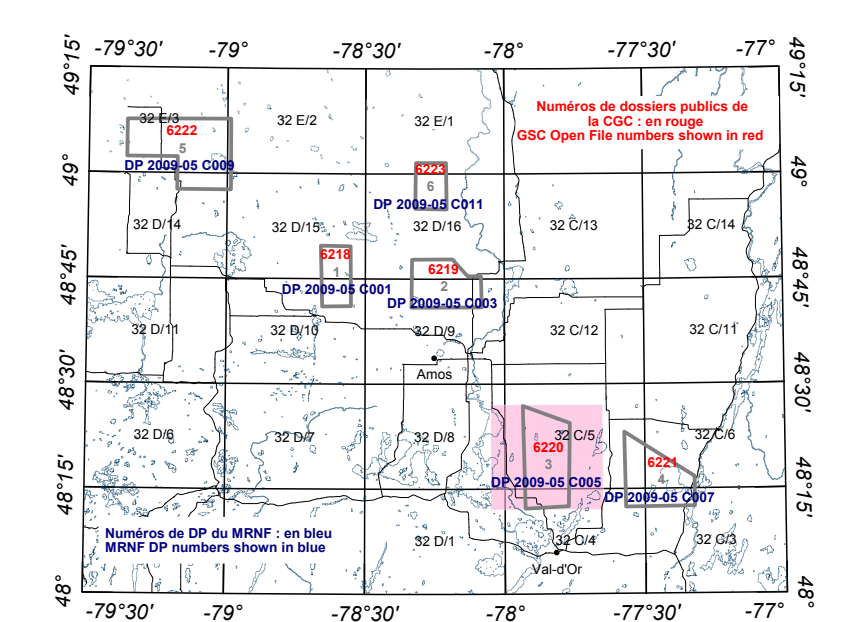 -79°30' -79° -78°30' -78° -77°30' -77°
49°15' 49°15'
Numéros de dossiers publics de
la CGC : en rouge
GSC Open File numbers shown in red
32 E/3 32 E/2 32 E/1
6222
5
DP 2009-05 C009
49° 49°
6223
6
DP 2009-05 C011
32 D/14 32 D/15 32 D/16 32 C/13 32 C/14
6218
1
DP 2009-05 C001
6219
2
DP 2009-05 C003
48°45' 48°45'
32 D/11 32 D/10 32 D/9 32 C/12 32 C/11
Amos
48°30' 48°30'
32 D/6 32 D/7 32 D/8 32 C/5 32 C/6
6220
3
DP 2009-05 C005
6221
4
DP 2009-05 C007
48°15' 48°15'
Numéros de DP du MRNF : en bleu
MRNF DP numbers shown in blue
32 D/1 32 C/4 32 C/3
Val-d'Or
48° 48°
-79°30' -79° -78°30' -78° -77°30' -77°